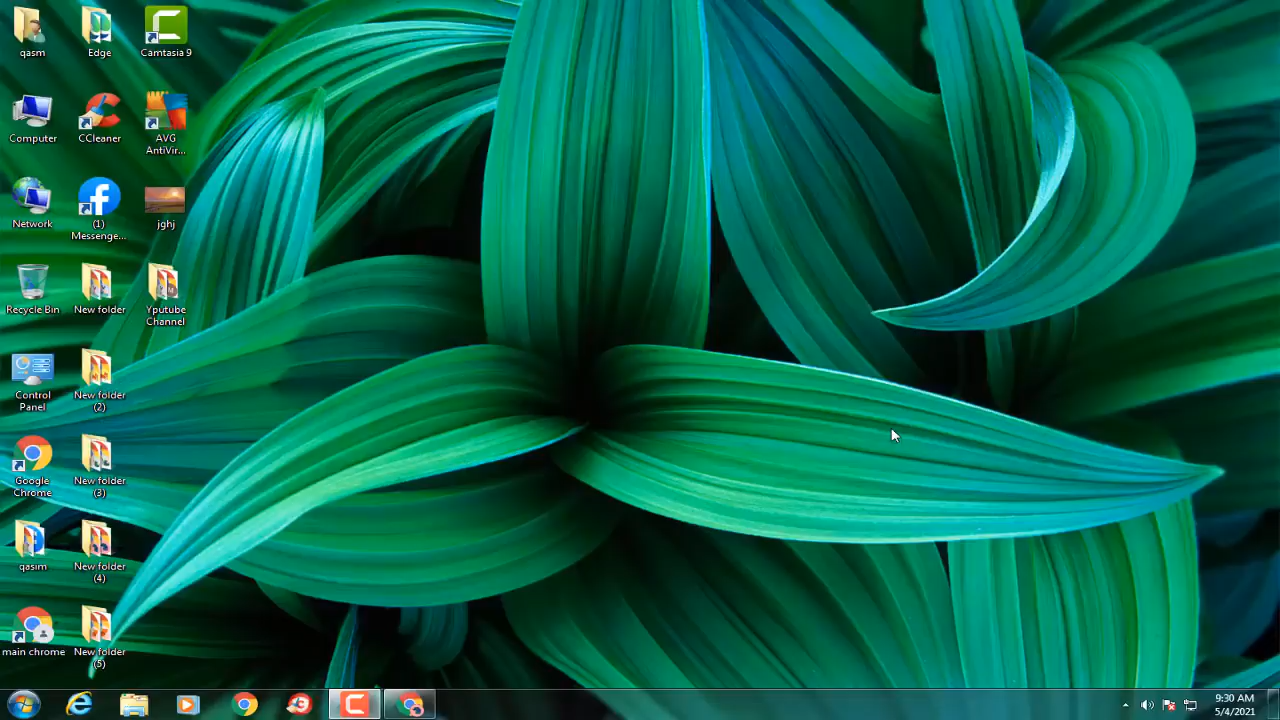 qasm
Edge
Camtasia 9
Computer
CCleaner
AVG
AntiVir...
Network
(1)
Messenge...
jghj
Recycle Bin
New folder
Yputube
Channel
Control
Panel
New folder
(2)
Google
Chrome
New folder
(3)
qasim
New folder
(4)
main chrome
New folder
(5)
9:30 AM
5/4/2021